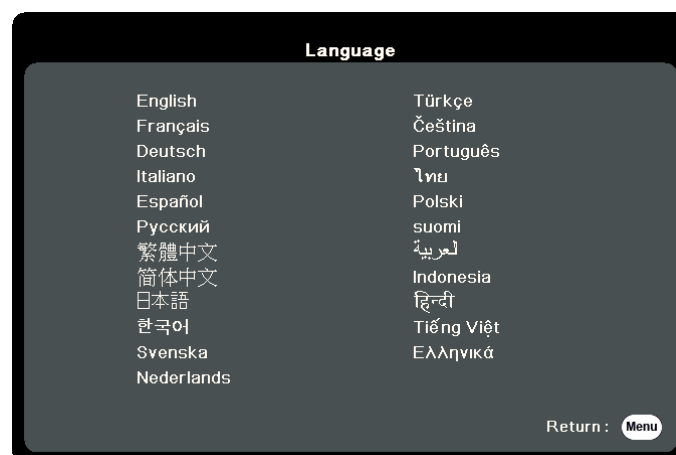 Language
English
Français
Deutsch
Italiano
Español
Русский
繁體中文
简体中文
日本語
한국어
Svenska
Nederlands
Türkçe
Čeština
Português
ไทย
Polski
suomi
العربية
Indonesia
हिन्दी
Tiếng Việt
Ελληνικά
Return: Menu